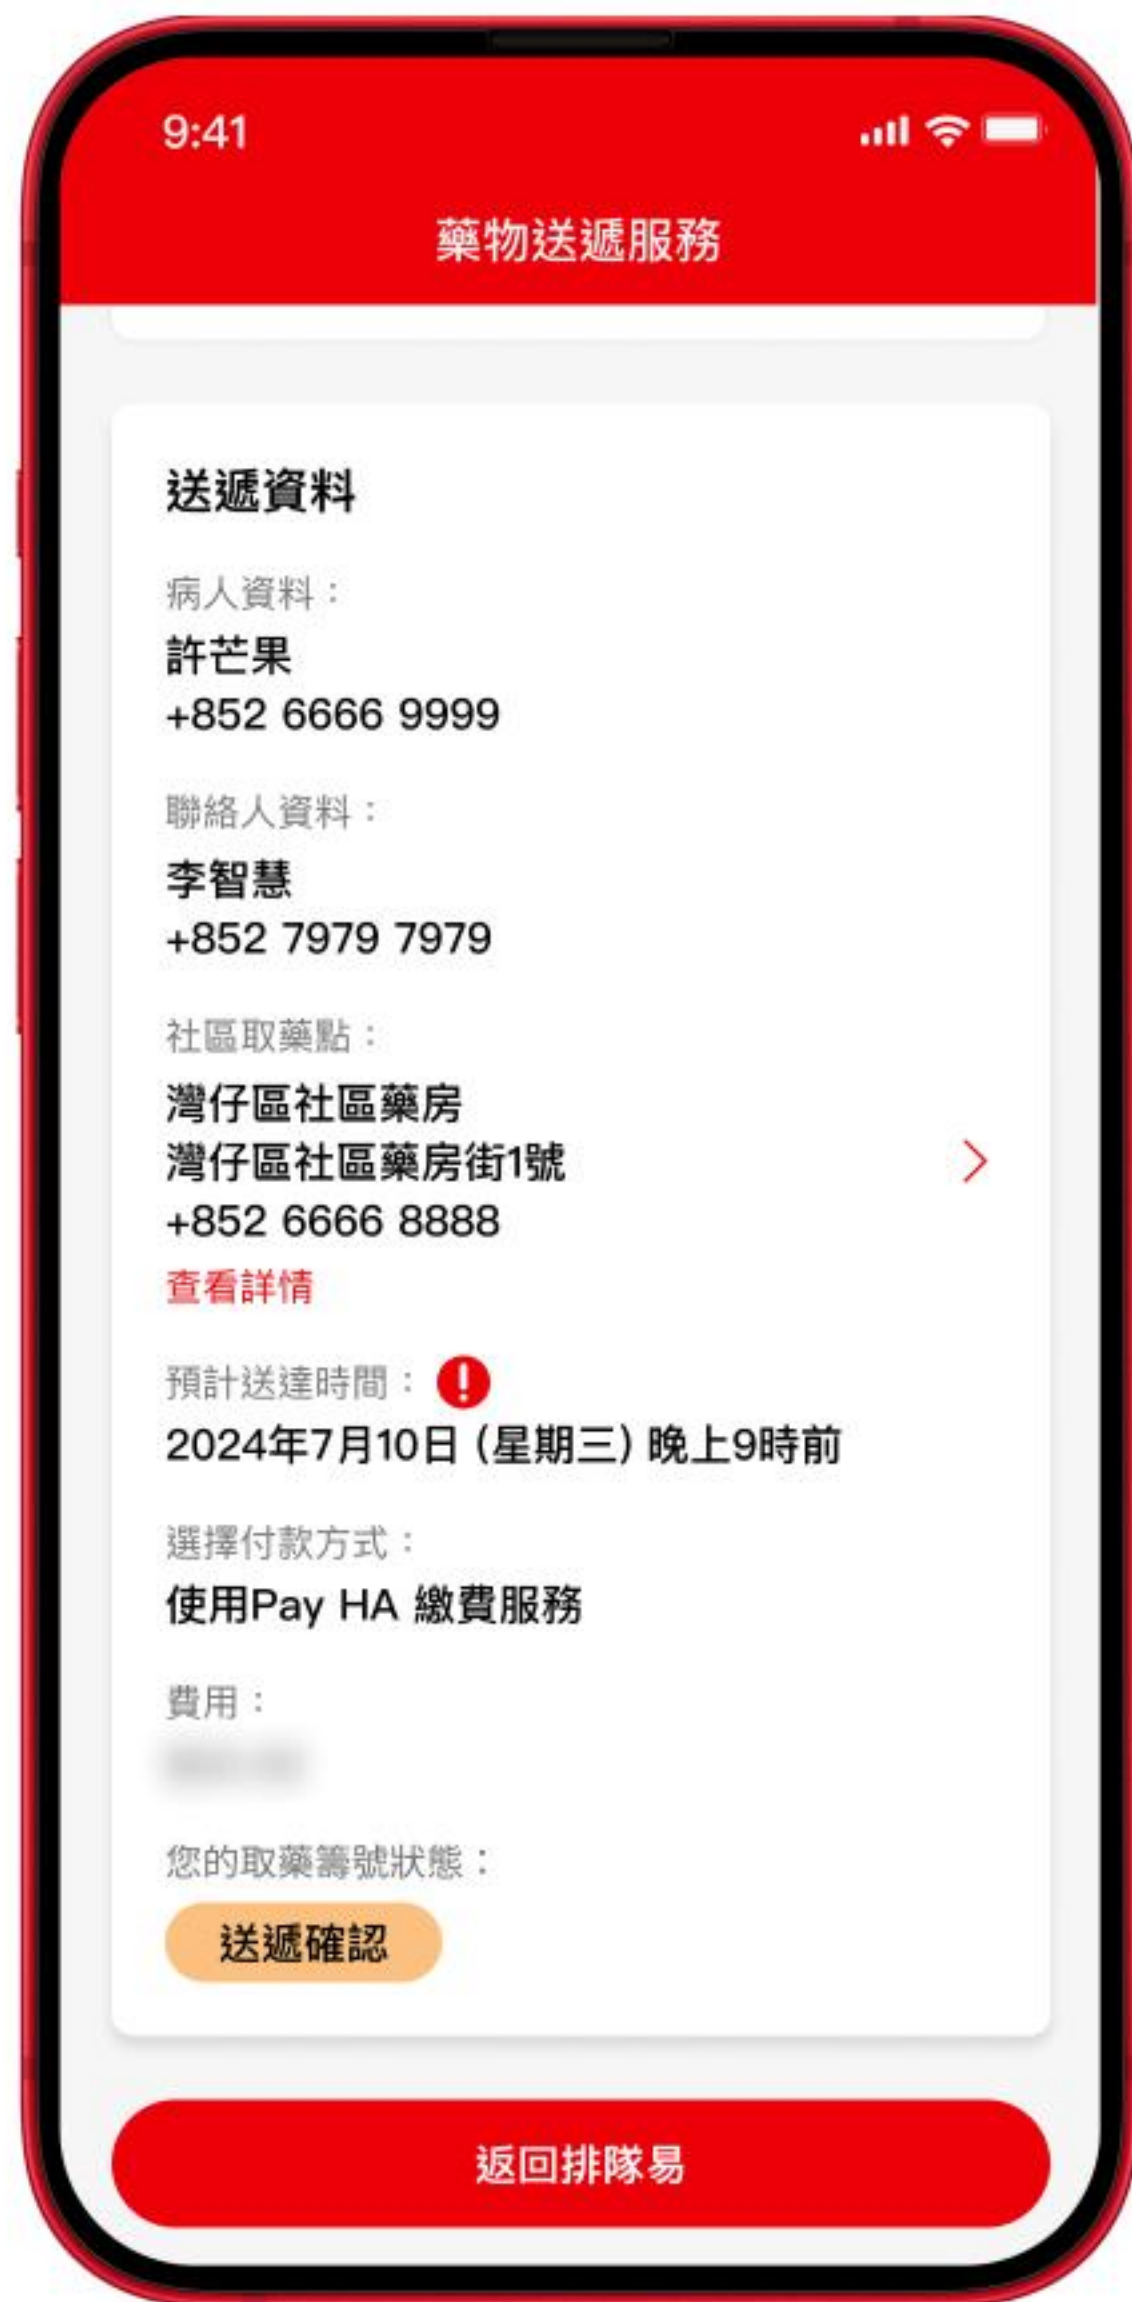 9:41
藥物送遞服務
送遞資料
病人資料：
許芒果
+852 6666 9999
聯絡人資料：
李智慧
+852 7979 7979
社區取藥點：
灣仔區社區藥房
灣仔區社區藥房街1號
+852 6666 8888
查看詳情
預計送達時間：
2024年7月10日 (星期三) 晚上9時前
選擇付款方式：
使用Pay HA 繳費服務
費用：
您的取藥籌號狀態：
送遞確認
返回排隊易